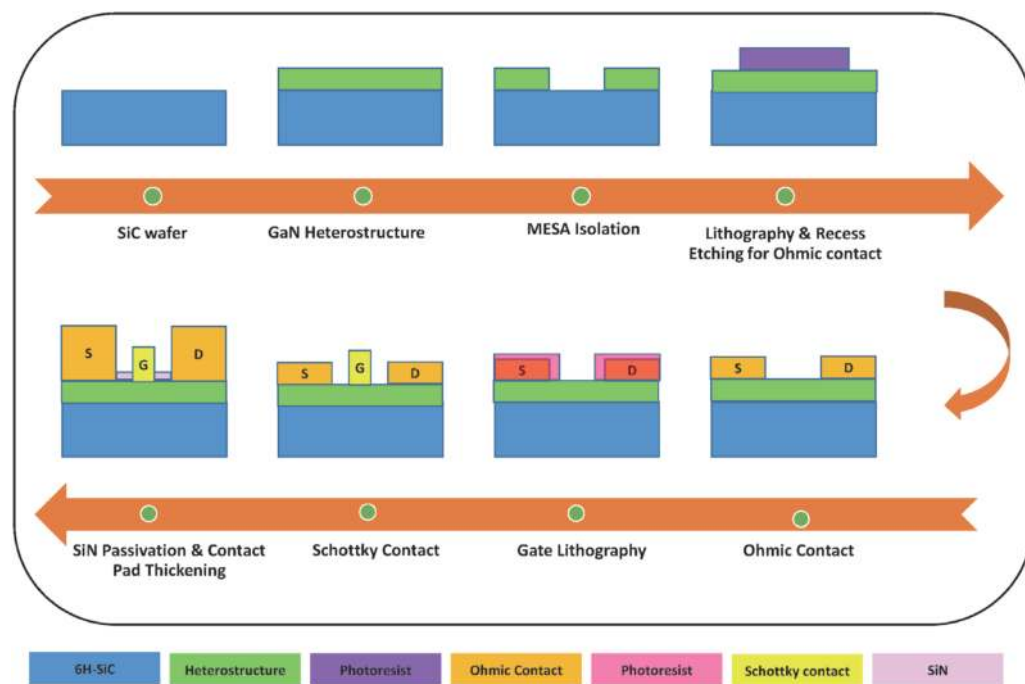 SiC wafer
GaN Heterostructure
MESA Isolation
Lithography & Recess
Etching for Ohmic contact
S
G
D
S
G
D
S
D
S
D
SiN Passivation & Contact
Pad Thickening
Schottky Contact
Gate Lithography
Ohmic Contact
6H-SiC
Heterostructure
Photoresist
Ohmic Contact
Photoresist
Schottky contact
SiN